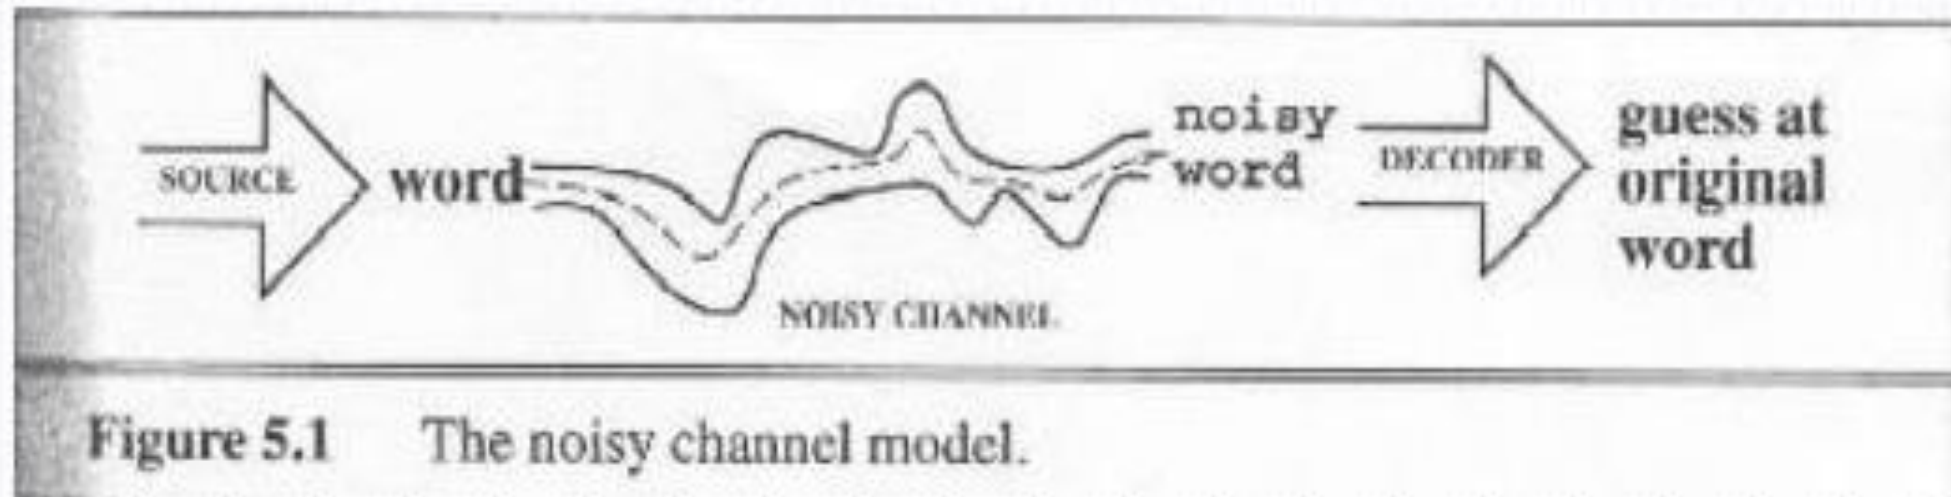 SOURCE
word
NOISY CHANNEL
noisy
word
DECODER
guess at
original
word
Figure 5.1 The noisy channel model.